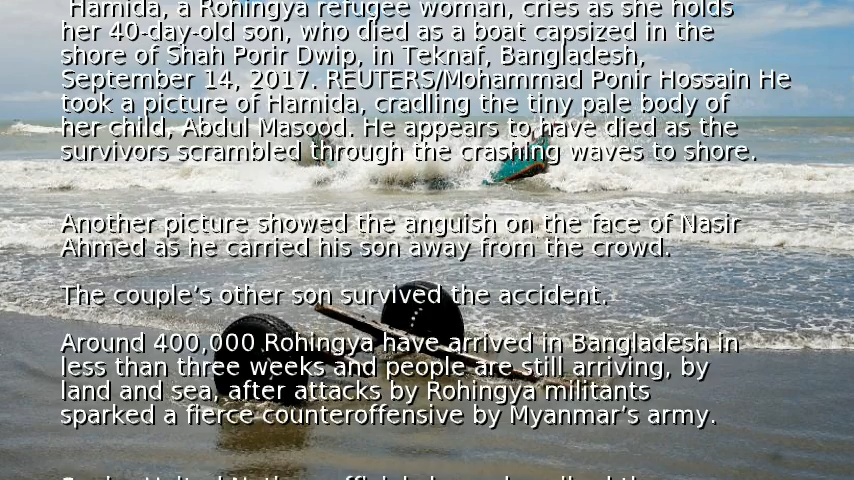 Hamida, a Rohingya refugee woman, cries as she holds
her 40-day-old son, who died as a boat capsized in the
shore of Shah Porir Dwip, in Teknaf, Bangladesh,
September 14, 2017. REUTERS/Mohammad Ponir Hossain He
took a picture of Hamida, cradling the tiny pale body of
her child, Abdul Masood. He appears to have died as the
survivors scrambled through the crashing waves to shore.
Another picture showed the anguish on the face of Nasir
Ahmed as he carried his son away from the crowd.
The couple’s other son survived the accident.
Around 400,000 Rohingya have arrived in Bangladesh in
less than three weeks and people are still arriving, by
land and sea, after attacks by Rohingya militants
sparked a fierce counteroffensive by Myanmar’s army.